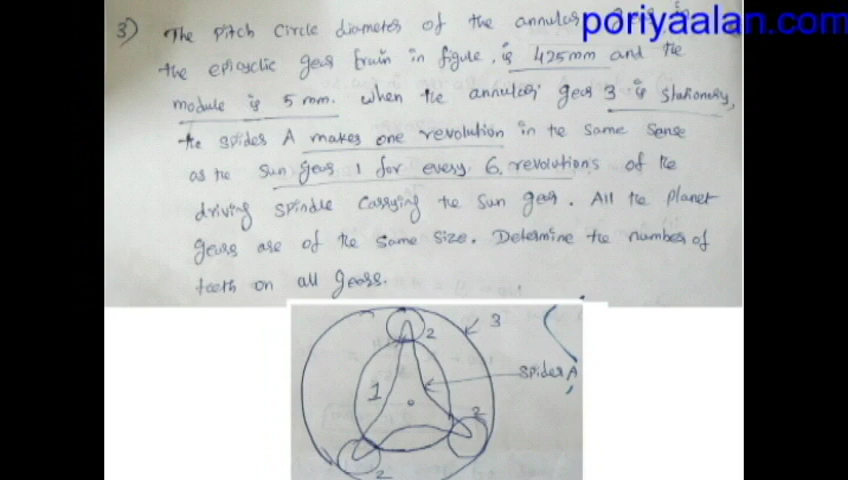 poriyaalan.com
3) The pitch circle diameter of the annular gear in
the epicyclic gear train in figure, is 425mm and the
module is 5 mm. when the annular gear 3 is stationery,
the spider A makes one revolution in the same sense
as the sun gear 1 for every 6 revolutions of the
driving spindle carrying the sun gear. All the planet
gears are of the same size. Determine the number of
teeth on all gears.
2
3
1
spider A
2
2